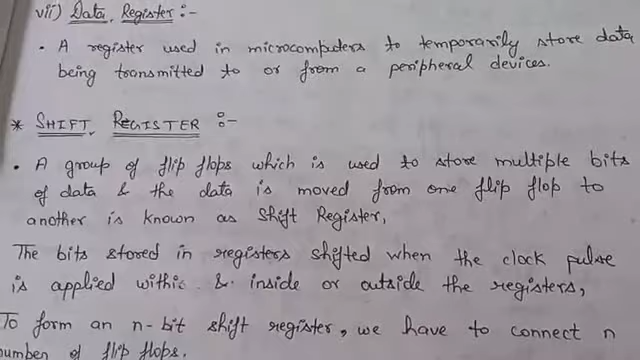 vii) Data Register :-
• A register used in microcomputers to temporarily store data
being transmitted to or from a peripheral devices.
* SHIFT REGISTER :-
• A group of flip flops which is used to store multiple bits
of data & the data is moved from one flip flop to
another is known as Shift Register,
The bits stored in registers shifted when the clock pulse
is applied within & inside or outside the registers,
To form an n-bit shift register, we have to connect n
number of flip flops.